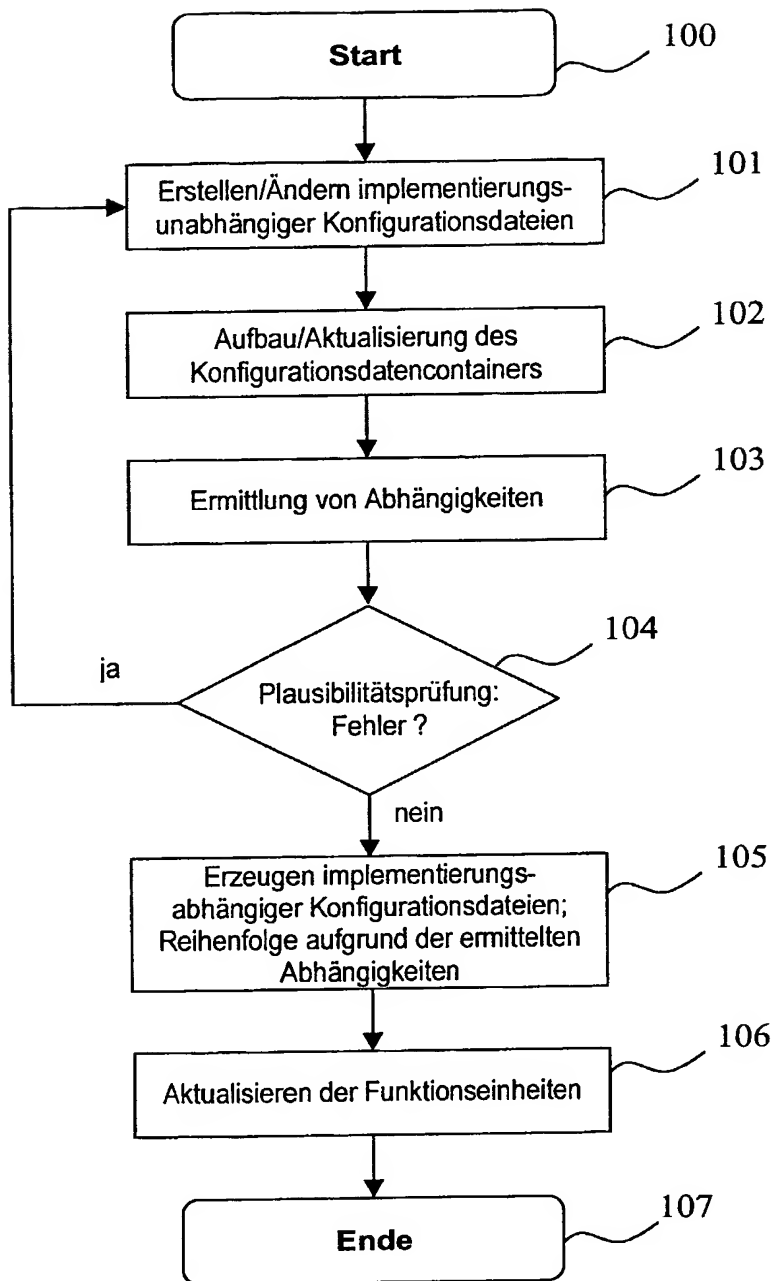 Start
100
101
Erstellen/Ändern implementierungs-
unabhängiger Konfigurationsdateien
102
Aufbau/Aktualisierung des
Konfigurationsdatencontainers
103
Ermittlung von Abhängigkeiten
104
ja
Plausibilitätsprüfung:
Fehler ?
nein
105
Erzeugen implementierungs-
abhängiger Konfigurationsdateien;
Reihenfolge aufgrund der ermittelten
Abhängigkeiten
106
Aktualisieren der Funktionseinheiten
107
Ende